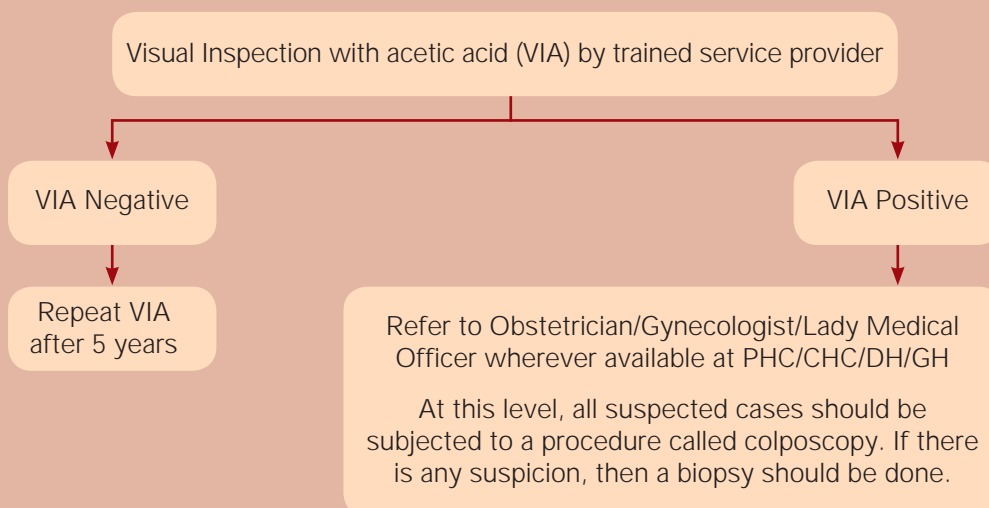 Visual Inspection with acetic acid (VIA) by trained service provider
VIA Negative
VIA Positive
Repeat VIA
after 5 years
Refer to Obstetrician/Gynecologist/Lady Medical
Officer wherever available at PHC/CHC/DH/GH
At this level, all suspected cases should be
subjected to a procedure called colposcopy. If there
is any suspicion, then a biopsy should be done.